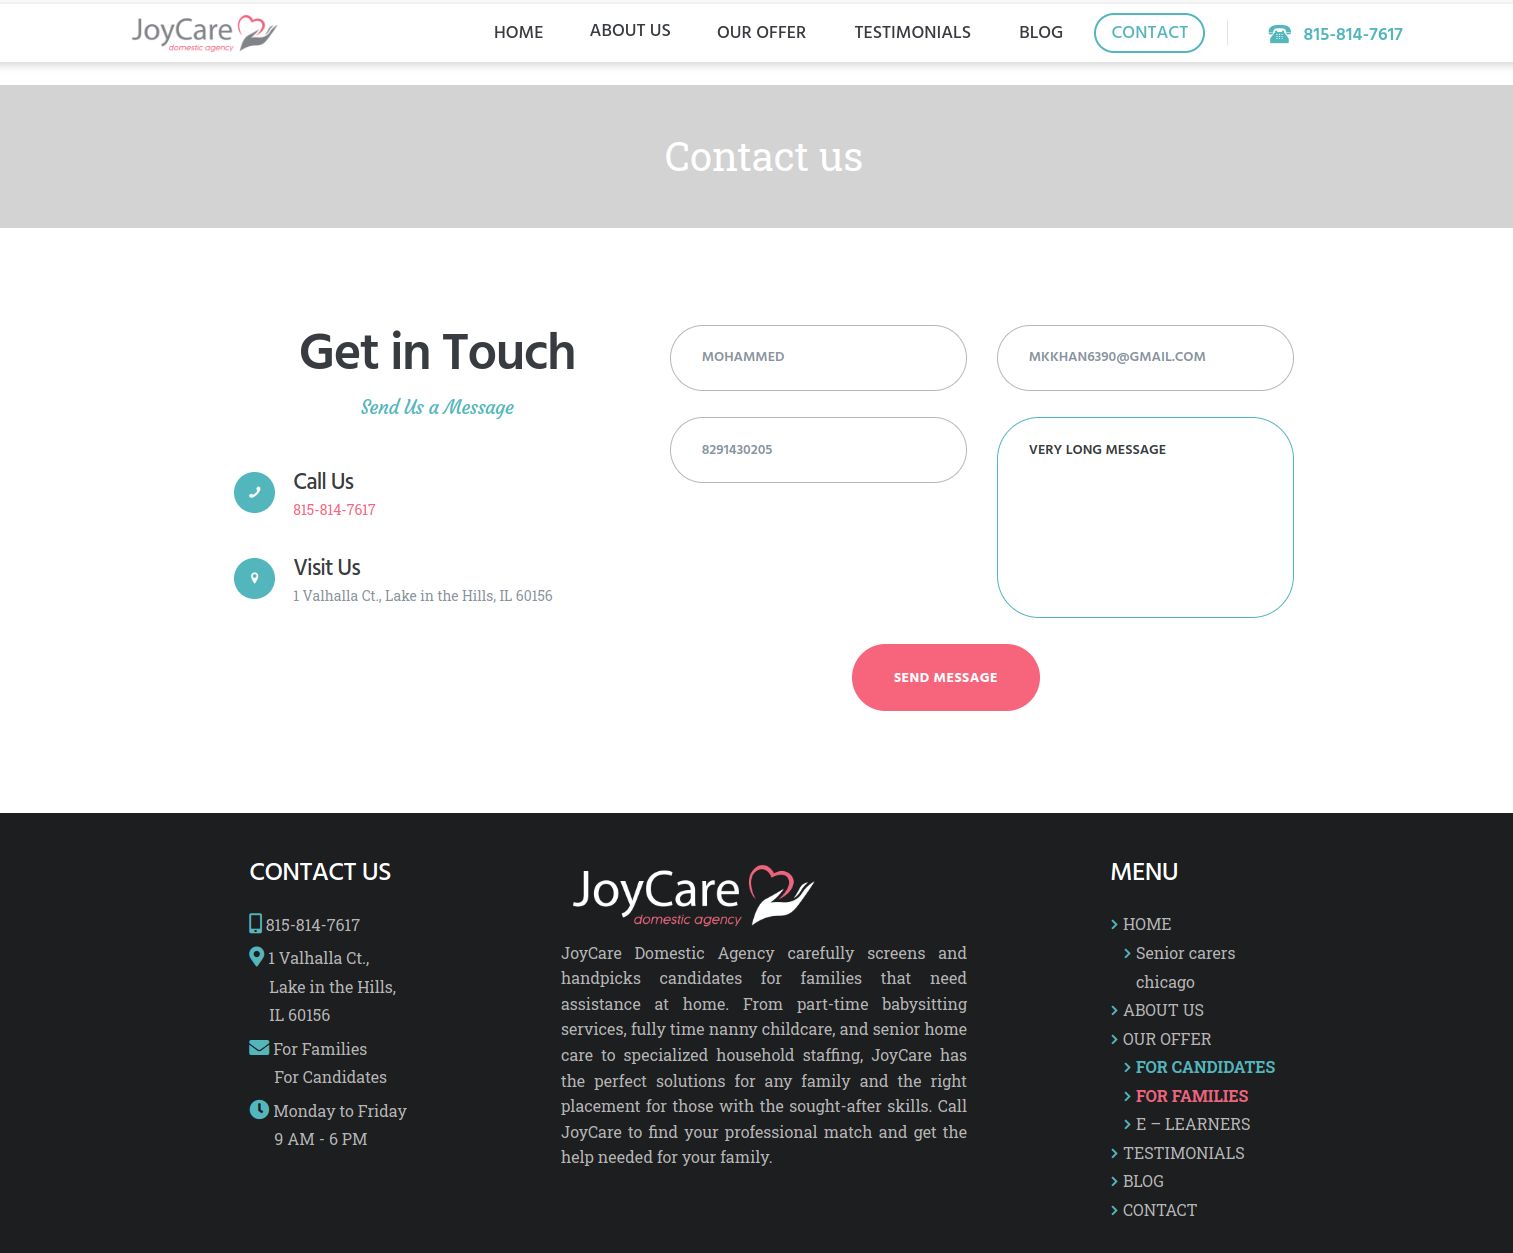 JoyCare
domestic agency
HOME
ABOUT US
OUR OFFER
TESTIMONIALS
BLOG
CONTACT
815-814-7617
Contact us
Get in Touch
Send Us a Message
Call Us
815-814-7617
Visit Us
1 Valhalla Ct., Lake in the Hills, IL 60156
MOHAMMED
MKKHAN6390@GMAIL.COM
8291430205
VERY LONG MESSAGE
SEND MESSAGE
CONTACT US
815-814-7617
1 Valhalla Ct.,
Lake in the Hills,
IL 60156
For Families
For Candidates
Monday to Friday
9 AM - 6 PM
JoyCare
domestic agency
JoyCare Domestic Agency carefully screens and
handpicks candidates for families that need
assistance at home. From part-time babysitting
services, fully time nanny childcare, and senior home
care to specialized household staffing, JoyCare has
the perfect solutions for any family and the right
placement for those with the sought-after skills. Call
JoyCare to find your professional match and get the
help needed for your family.
MENU
HOME
Senior carers
chicago
ABOUT US
OUR OFFER
FOR CANDIDATES
FOR FAMILIES
E – LEARNERS
TESTIMONIALS
BLOG
CONTACT